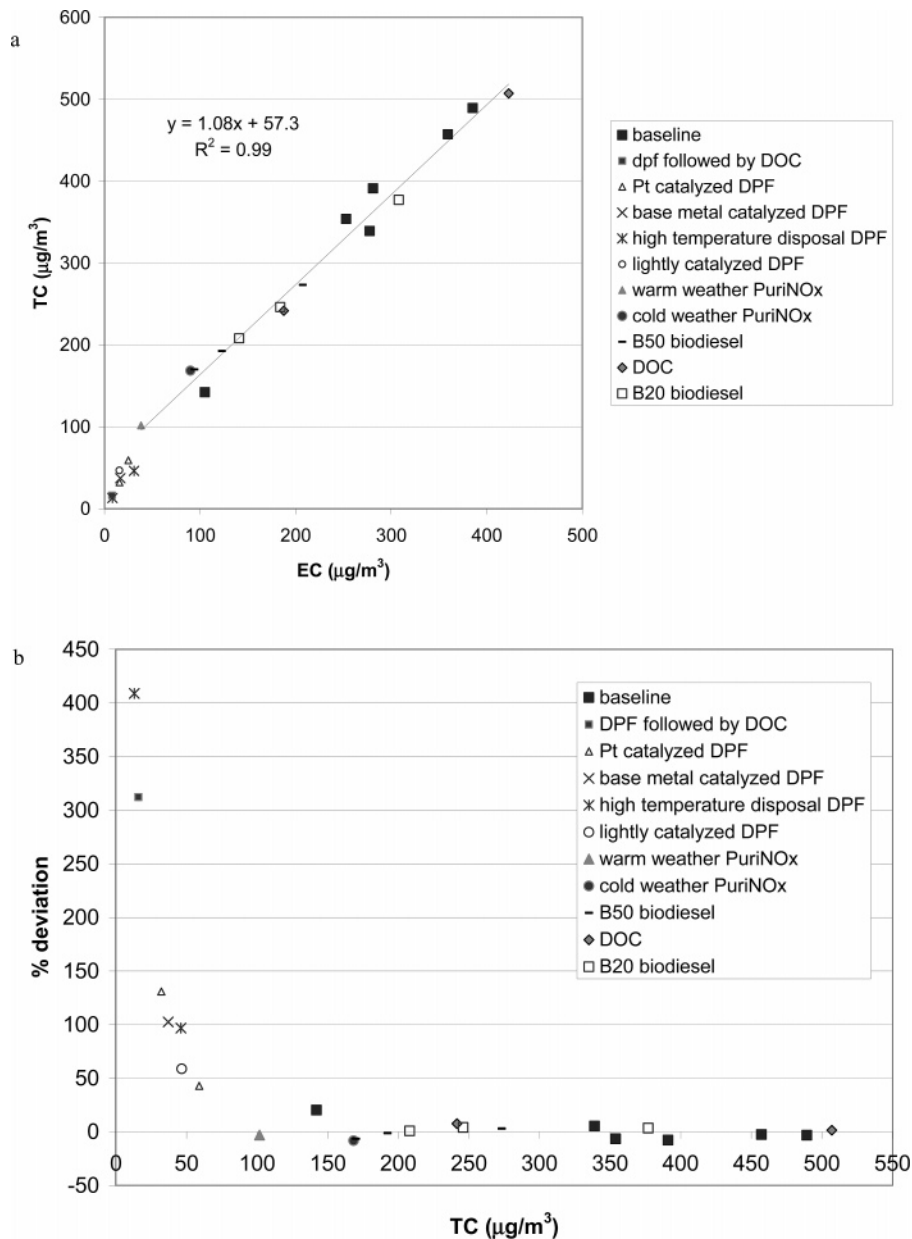 a
600
500
400
300
200
100
0
TC (µg/m³)
y = 1.08x + 57.3
R² = 0.99
0 100 200 300 400 500
EC (µg/m³)
baseline
dpf followed by DOC
Pt catalyzed DPF
base metal catalyzed DPF
high temperature disposal DPF
lightly catalyzed DPF
warm weather PuriNOx
cold weather PuriNOx
B50 biodiesel
DOC
B20 biodiesel
b
450
400
350
300
250
200
150
100
50
0
-50
% deviation
baseline
DPF followed by DOC
Pt catalyzed DPF
base metal catalyzed DPF
high temperature disposal DPF
lightly catalyzed DPF
warm weather PuriNOx
cold weather PuriNOx
B50 biodiesel
DOC
B20 biodiesel
0 50 100 150 200 250 300 350 400 450 500 550
TC (µg/m³)